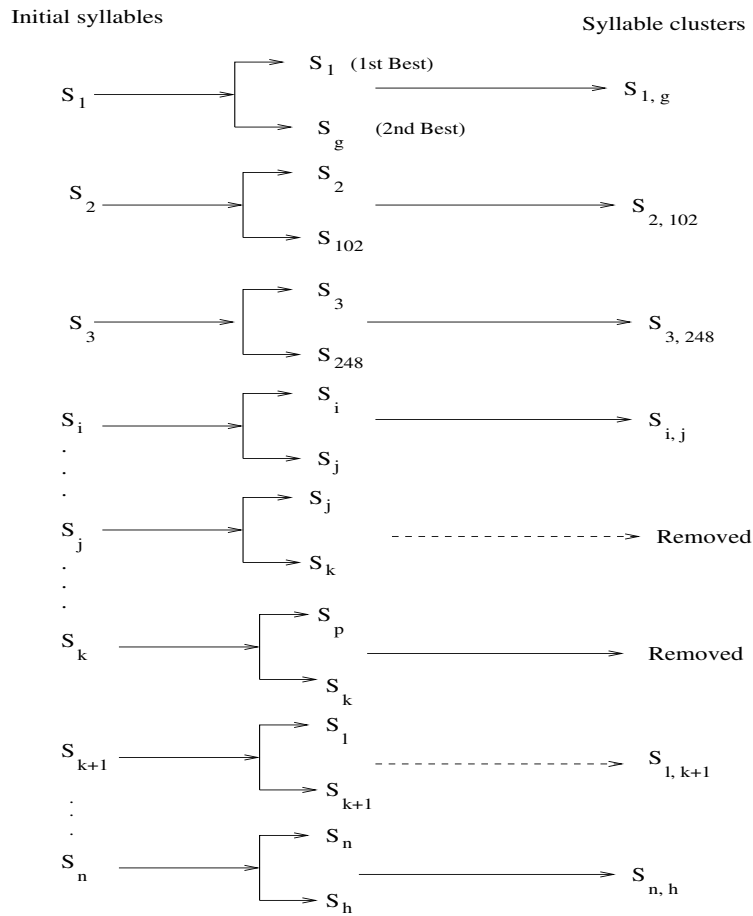 Initial syllables
Syllable clusters
S1 (1st Best)
S1
S1, g
Sg (2nd Best)
S2
S2
S2, 102
S102
S3
S3
S3, 248
S248
Si
Si
Si, j
Sj
. . .
Sj
Sj
Removed
Sk
. . .
Sp
Sk
Removed
Sk
Sl
Sk+1
Sl, k+1
Sk+1
. . .
Sn
Sn
Sn, h
Sh